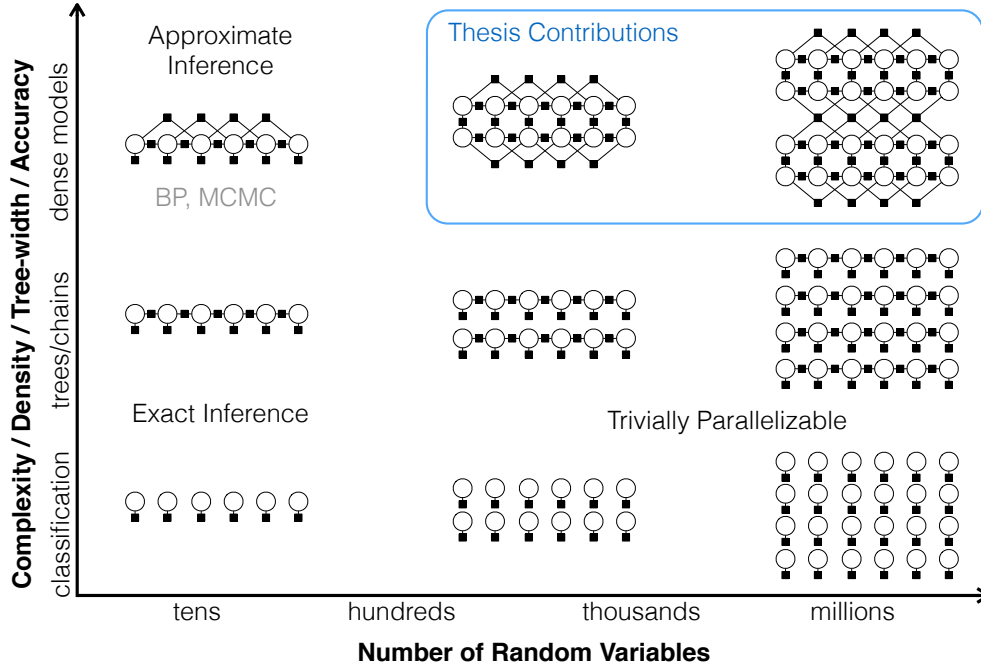 Approximate
Inference
Thesis Contributions
BP, MCMC
Exact Inference
Trivially Parallelizable
Complexity / Density / Tree-width / Accuracy
dense models
trees/chains
classification
tens
hundreds
thousands
millions
Number of Random Variables